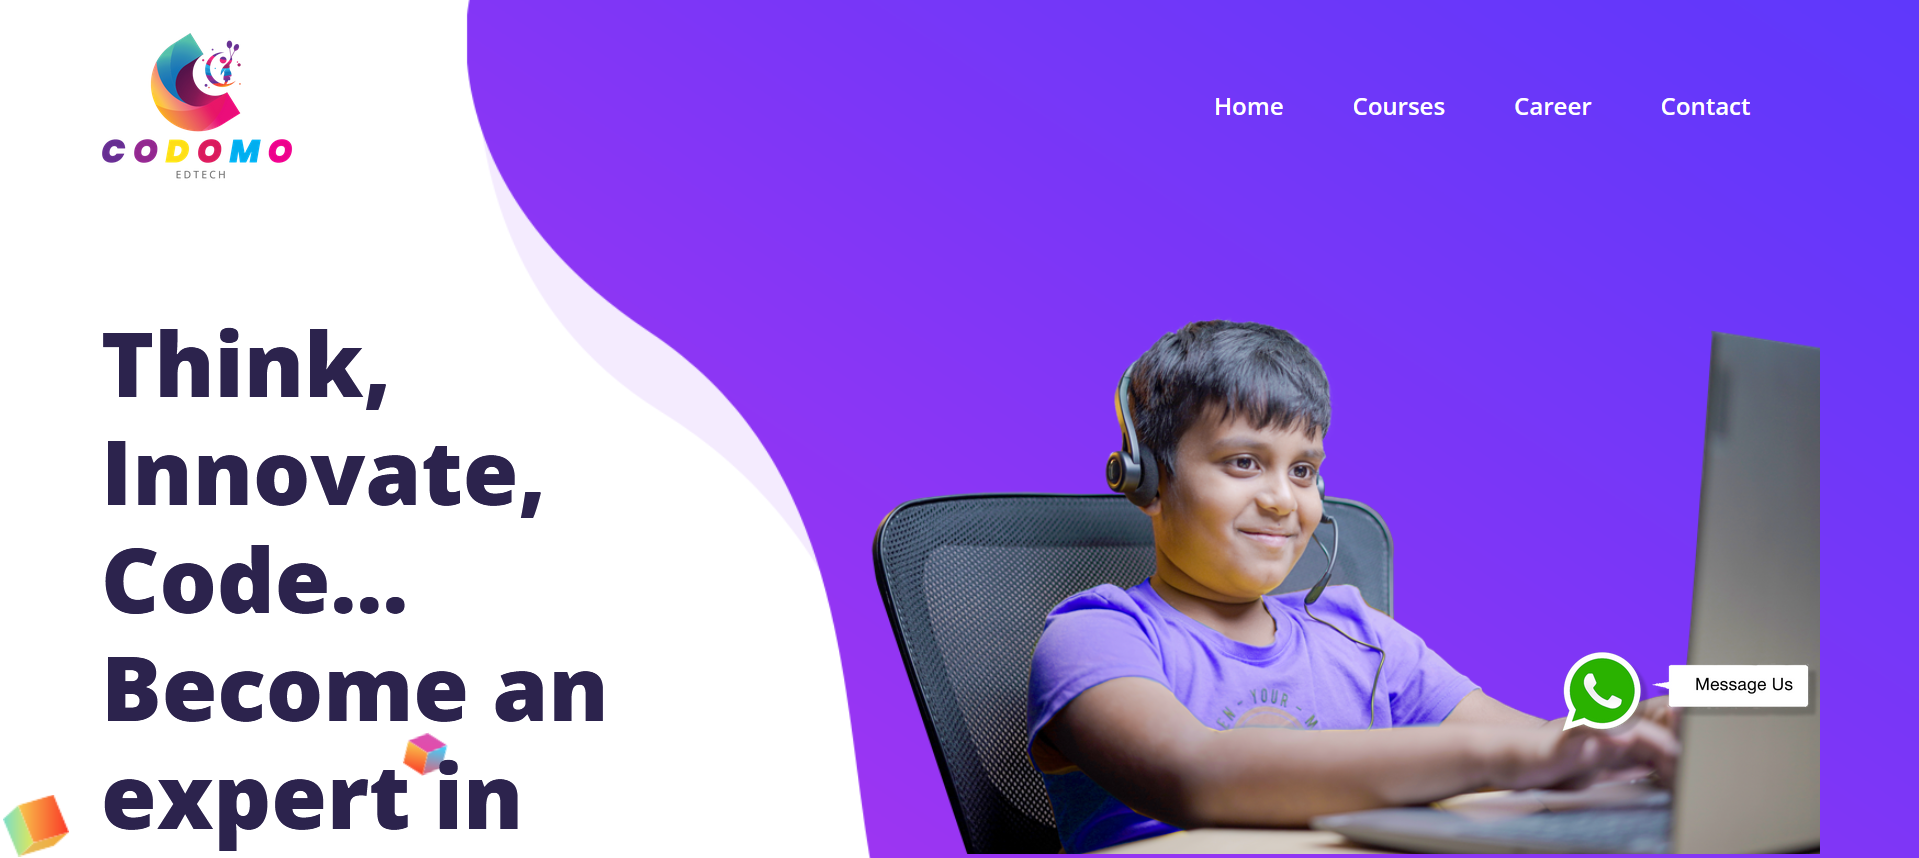 CODOMO
EDTECH
Home
Courses
Career
Contact
Think,
Innovate,
Code...
Become an
expert in
- YOUR -
Message Us